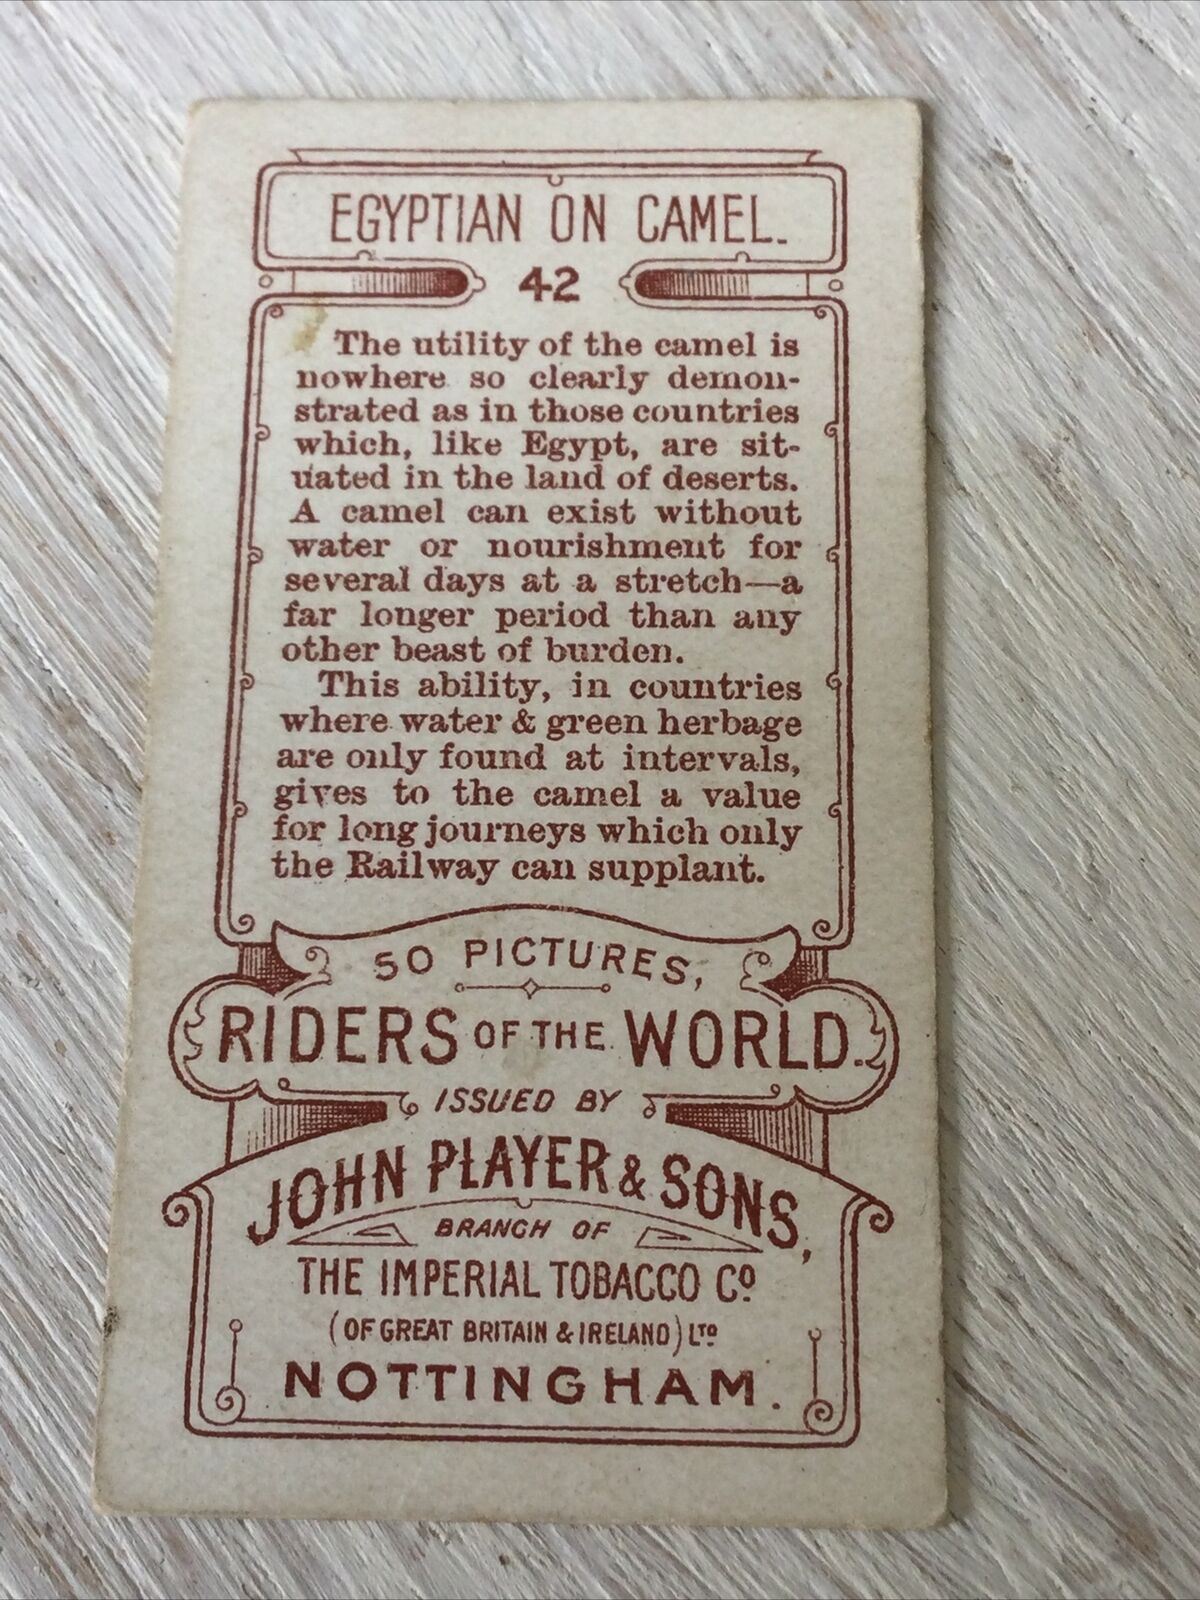 EGYPTIAN ON CAMEL.
42
The utility of the camel is
nowhere so clearly demon-
strated as in those countries
which, like Egypt, are sit-
uated in the land of deserts.
A camel can exist without
water or nourishment for
several days at a stretch—a
far longer period than any
other beast of burden.
This ability, in countries
where water & green herbage
are only found at intervals,
gives to the camel a value
for long journeys which only
the Railway can supplant.
50 PICTURES,
RIDERS OF THE WORLD.
ISSUED BY
JOHN PLAYER & SONS,
BRANCH OF
THE IMPERIAL TOBACCO Cº
(OF GREAT BRITAIN & IRELAND) LTD
NOTTINGHAM.